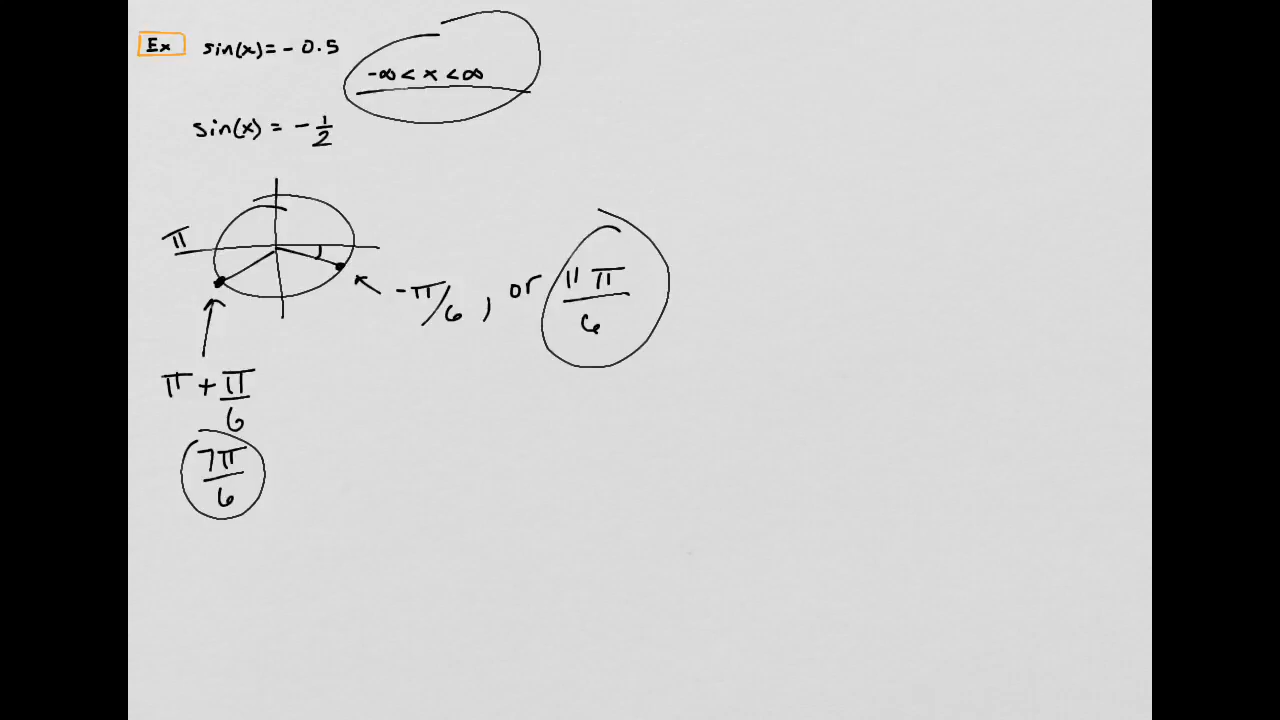 Ex sin(x) = - 0.5
-∞ < x < ∞
sin(x) = - 1/2
π
-π/6 , or 11π/6
π + π/6
7π/6